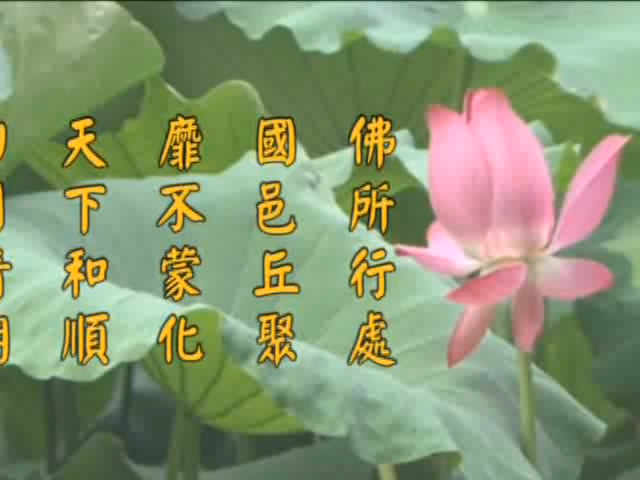 佛所行處
國邑丘聚
靡不蒙化
天下和順